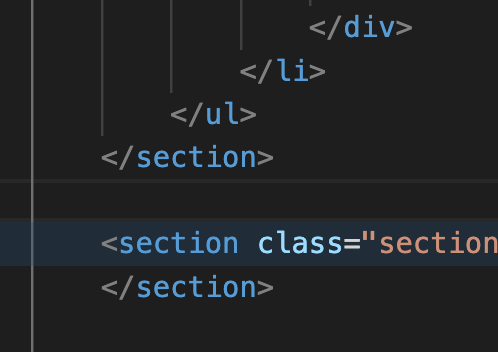 </div>
</li>
</ul>
</section>
<section class="section
</section>